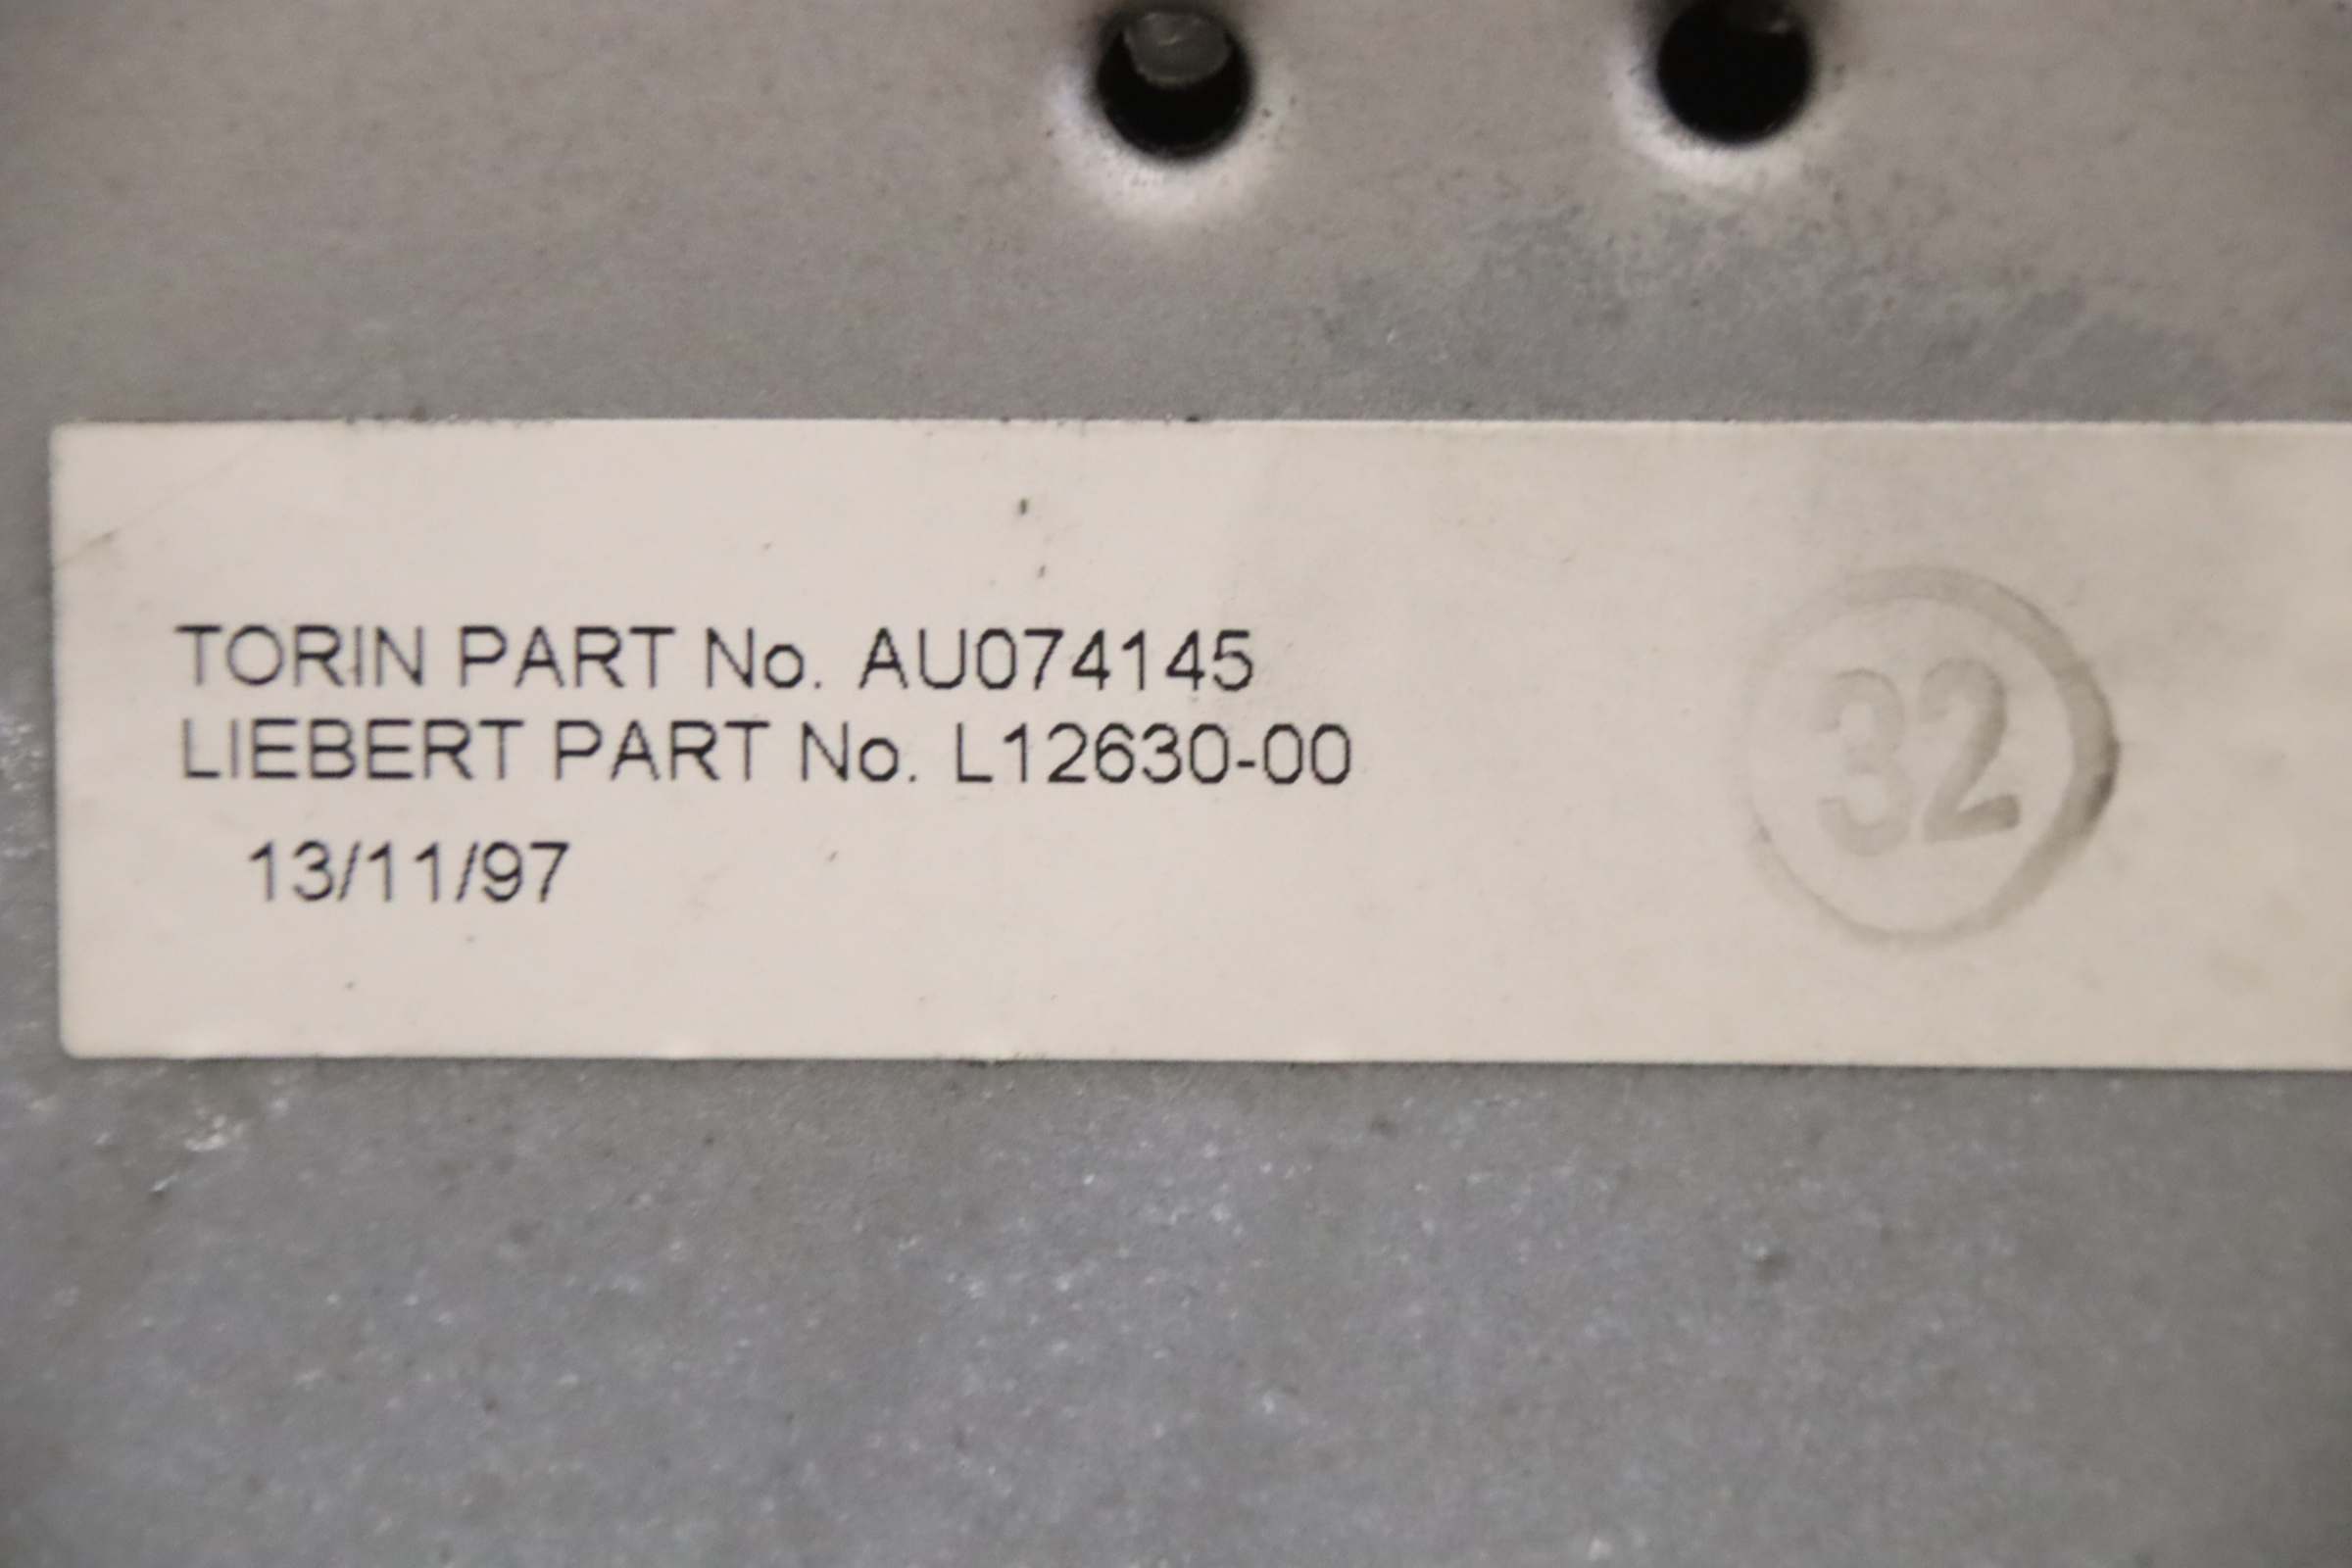 TORIN PART No. AU074145
LIEBERT PART No. L12630-00
13/11/97
32